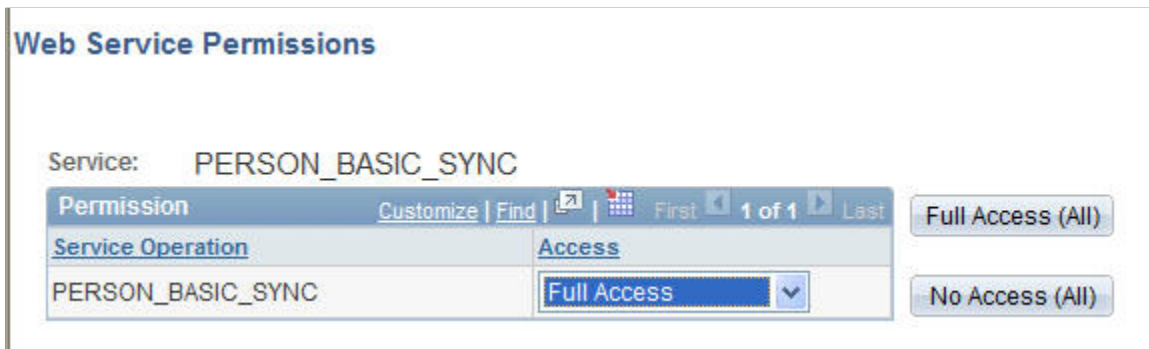 Web Service Permissions
Service: PERSON_BASIC_SYNC
Permission Customize | Find | | First 1 of 1 Last
Full Access (All)
Service Operation Access
PERSON_BASIC_SYNC Full Access
No Access (All)